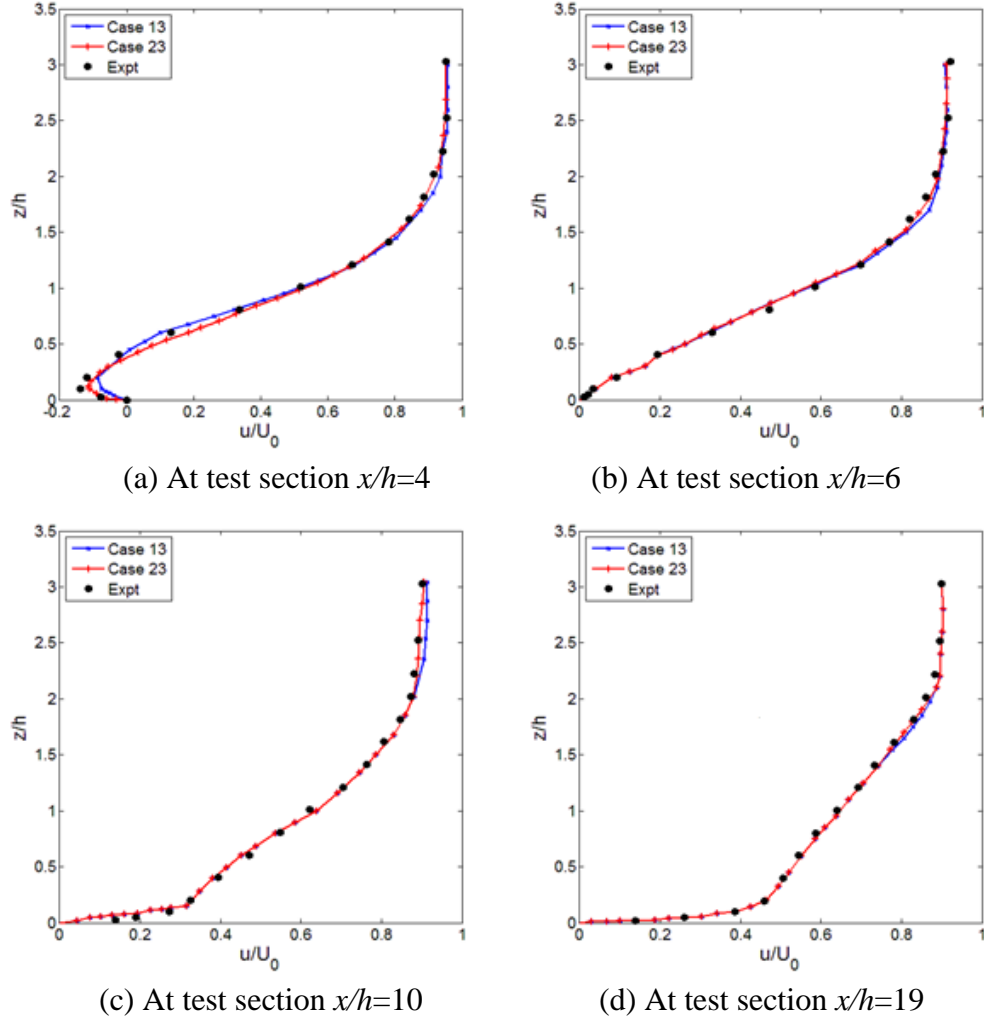 Case 13
Case 23
Expt
3.5
3
2.5
2
1.5
1
0.5
0
z/h
-0.2 0 0.2 0.4 0.6 0.8 1
u/U0
(a) At test section x/h=4
Case 13
Case 23
Expt
3.5
3
2.5
2
1.5
1
0.5
0
z/h
0 0.2 0.4 0.6 0.8 1
u/U0
(b) At test section x/h=6
Case 13
Case 23
Expt
3.5
3
2.5
2
1.5
1
0.5
0
z/h
0 0.2 0.4 0.6 0.8 1
u/U0
(c) At test section x/h=10
Case 13
Case 23
Expt
3.5
3
2.5
2
1.5
1
0.5
0
z/h
0 0.2 0.4 0.6 0.8 1
u/U0
(d) At test section x/h=19